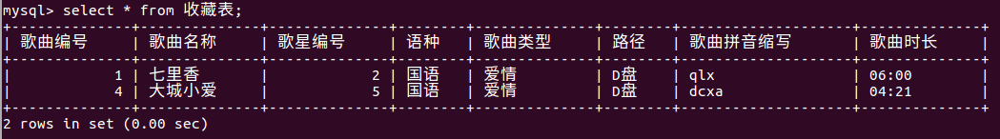 mysql> select * from 收藏表;
+--------------+--------------+--------------+--------+--------------+--------+--------------------+--------------+
| 歌曲编号 | 歌曲名称 | 歌星编号 | 语种 | 歌曲类型 | 路径 | 歌曲拼音缩写 | 歌曲时长 |
+--------------+--------------+--------------+--------+--------------+--------+--------------------+--------------+
| 1 | 七里香 | 2 | 国语 | 爱情 | D盘 | qlx | 06:00 |
| 4 | 大城小爱 | 5 | 国语 | 爱情 | D盘 | dcxa | 04:21 |
+--------------+--------------+--------------+--------+--------------+--------+--------------------+--------------+
2 rows in set (0.00 sec)